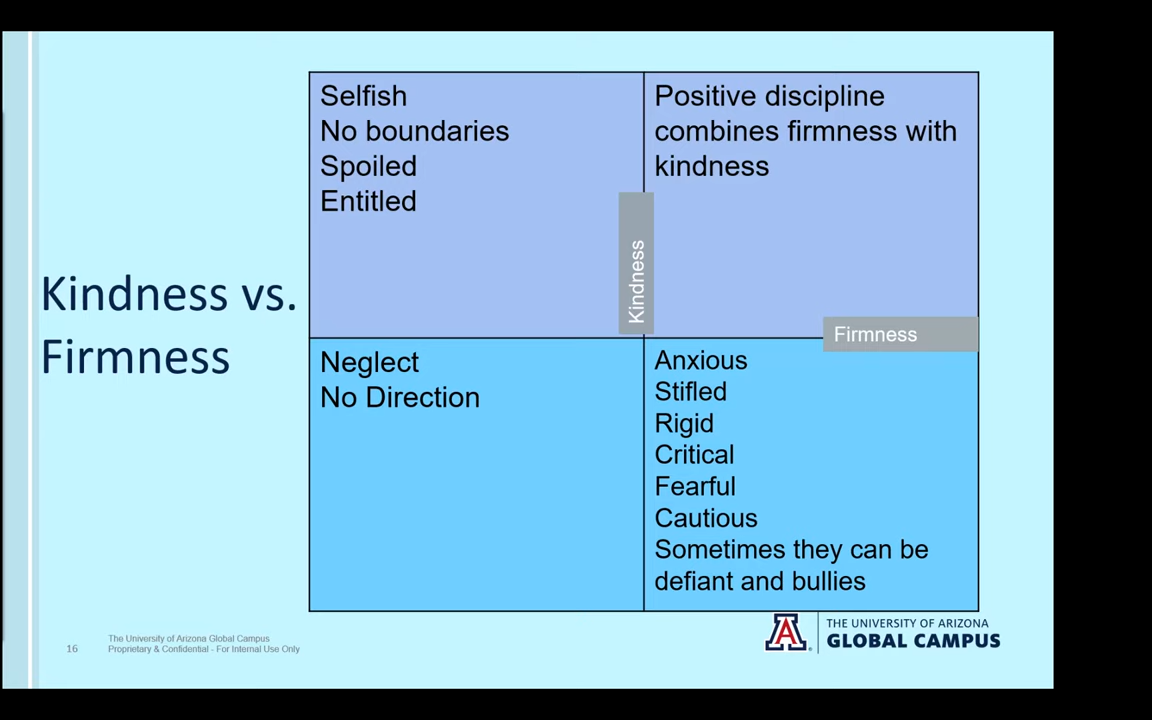 Kindness vs.
Firmness
Selfish
No boundaries
Spoiled
Entitled
Positive discipline
combines firmness with
kindness
Kindness
Firmness
Neglect
No Direction
Anxious
Stifled
Rigid
Critical
Fearful
Cautious
Sometimes they can be
defiant and bullies
16
The University of Arizona Global Campus
Proprietary & Confidential - For Internal Use Only
A
THE UNIVERSITY OF ARIZONA
GLOBAL CAMPUS